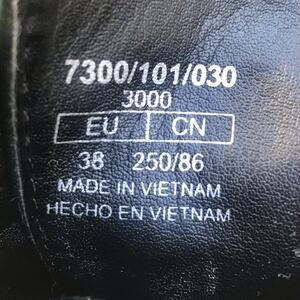 7300/101/030
3000
EU CN
38 250/86
MADE IN VIETNAM
HECHO EN VIETNAM